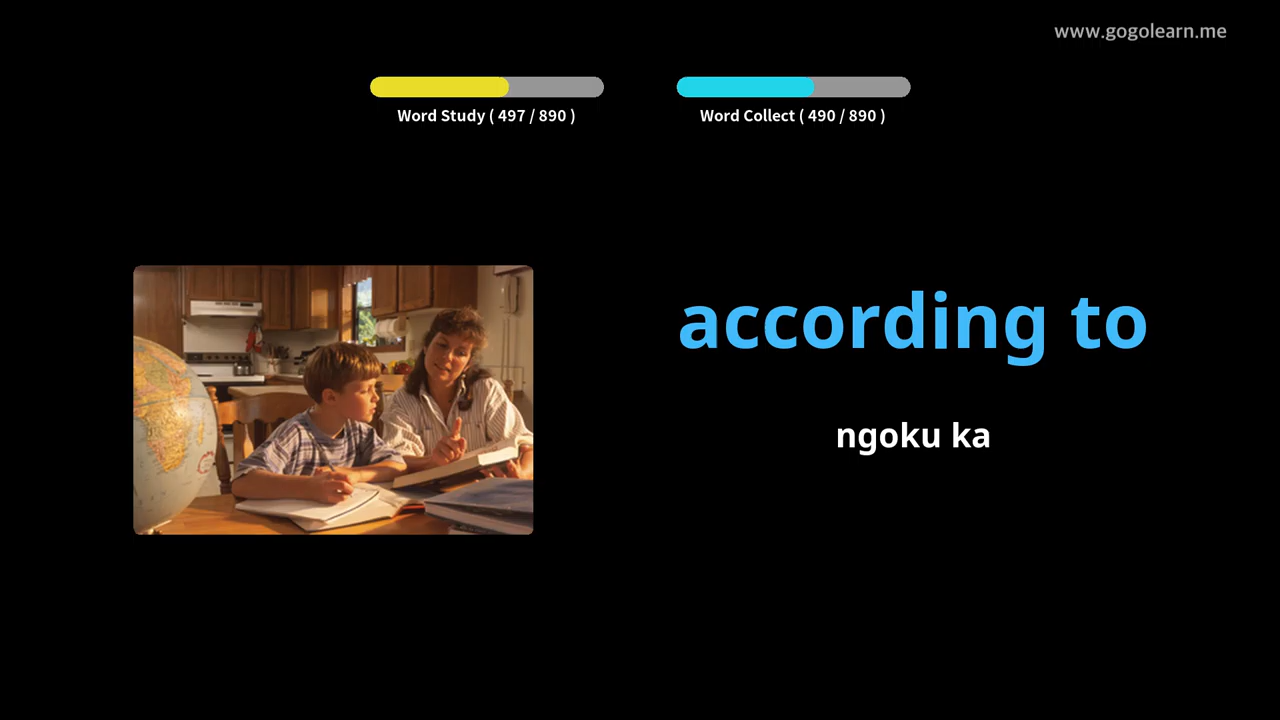 www.gogolearn.me
Word Study ( 497 / 890 )
Word Collect ( 490 / 890 )
according to
ngoku ka